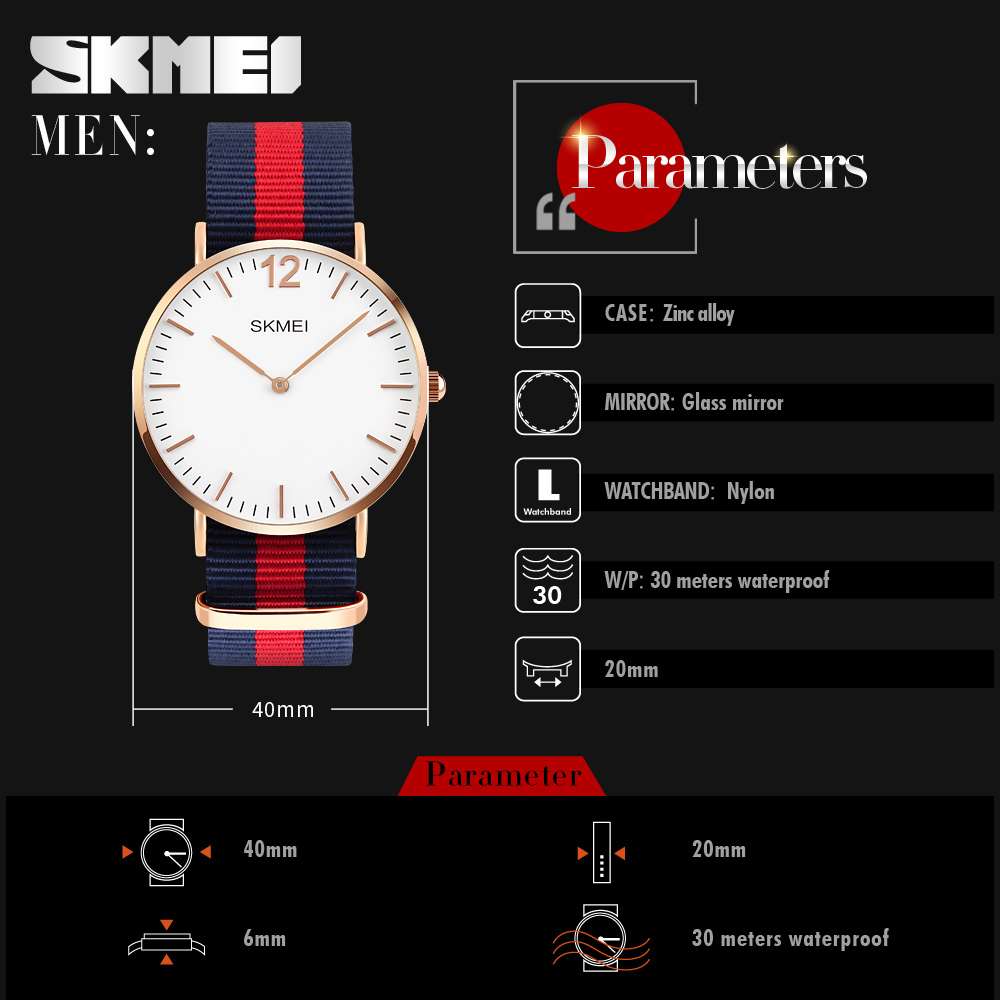 SKMEI
MEN:
12
SKMEI
40mm
“
Parameters
CASE: Zinc alloy
MIRROR: Glass mirror
L
Watchband
WATCHBAND: Nylon
30
W/P: 30 meters waterproof
20mm
Parameter
40mm
20mm
6mm
30 meters waterproof